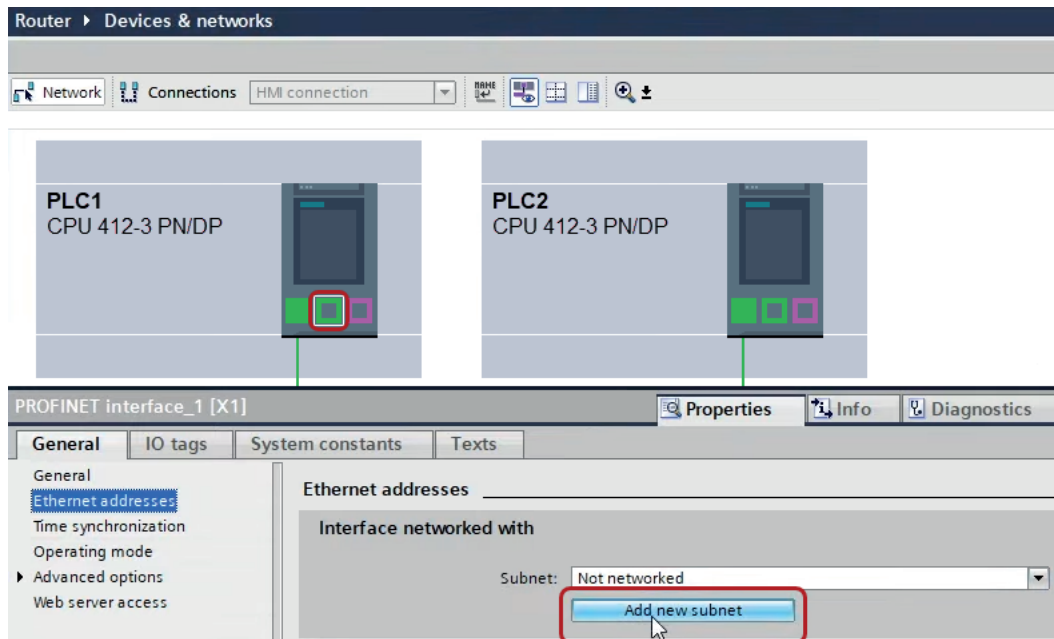 Router ▸ Devices & networks
Network Connections HMI connection
PLC1
CPU 412-3 PN/DP
PLC2
CPU 412-3 PN/DP
PROFINET interface_1 [X1]
Properties Info Diagnostics
General IO tags System constants Texts
General
Ethernet addresses
Time synchronization
Operating mode
Advanced options
Web server access
Ethernet addresses
Interface networked with
Subnet: Not networked
Add new subnet